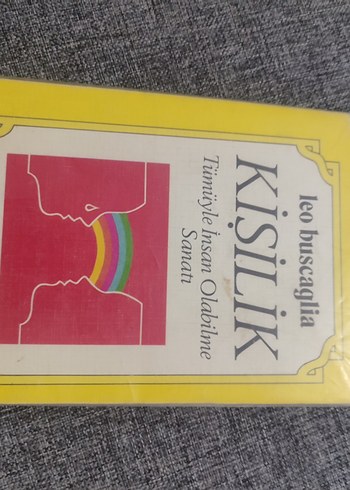 leo buscaglia
KİŞİLİK
Tümüyle İnsan Olabilme
Sanatı